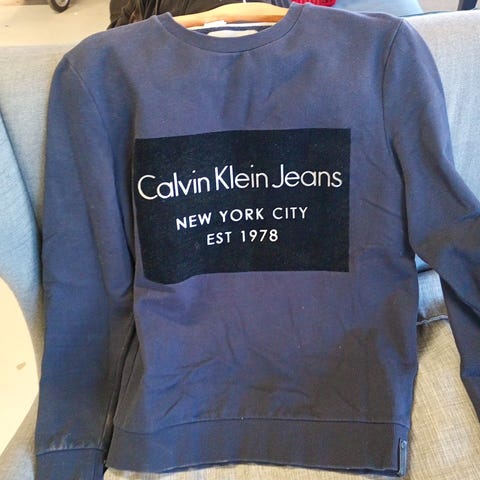 Calvin Klein Jeans
NEW YORK CITY
EST 1978